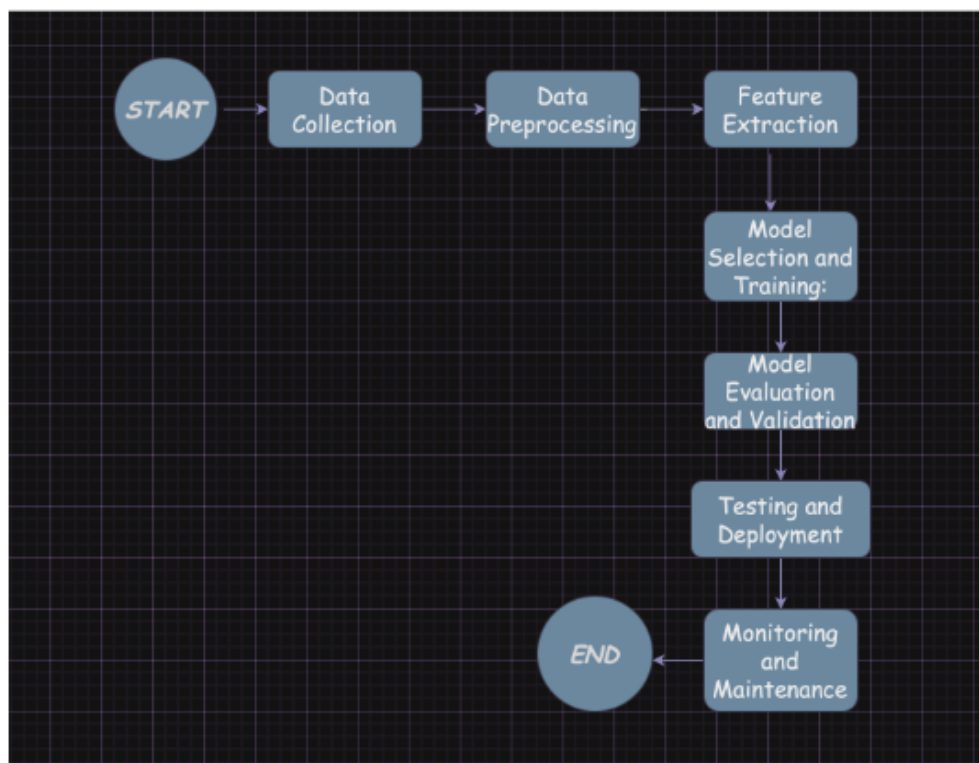 START
Data
Collection
Data
Preprocessing
Feature
Extraction
Model
Selection and
Training:
Model
Evaluation
and Validation
Testing and
Deployment
Monitoring
and
Maintenance
END